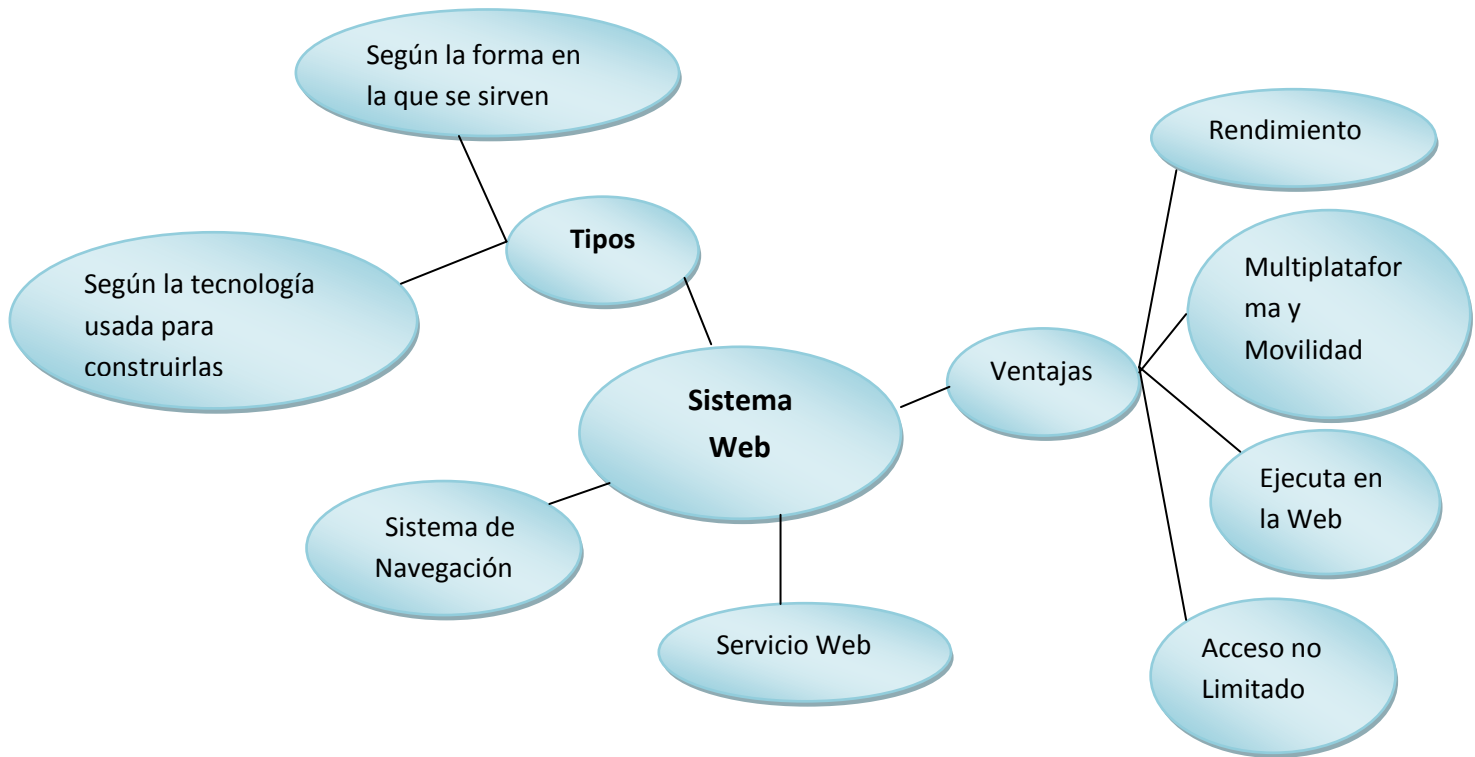 Según la forma en
la que se sirven
Rendimiento
Tipos
Según la tecnología
usada para
construirlas
Multiplatafor
ma y
Movilidad
Ventajas
Sistema
Web
Ejecuta en
la Web
Sistema de
Navegación
Servicio Web
Acceso no
Limitado